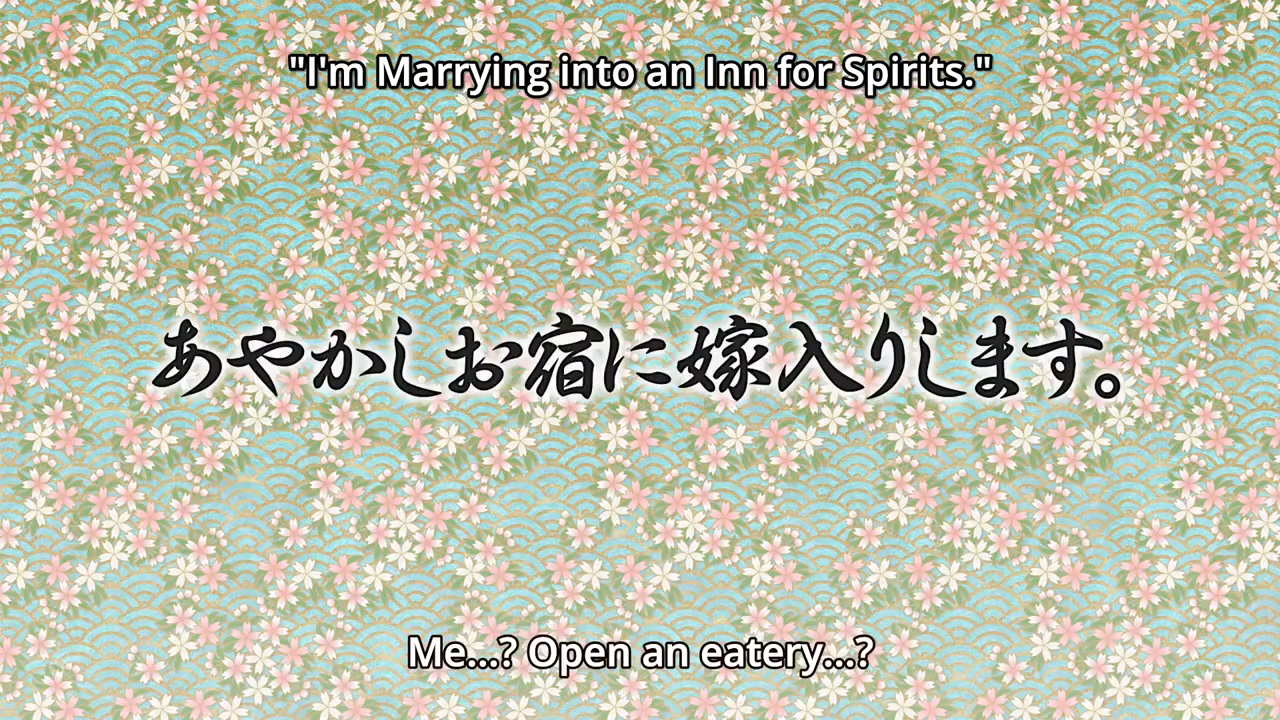 "I'm Marrying into an Inn for Spirits."
あやかしお宿に嫁入りします。
Me...? Open an eatery...?